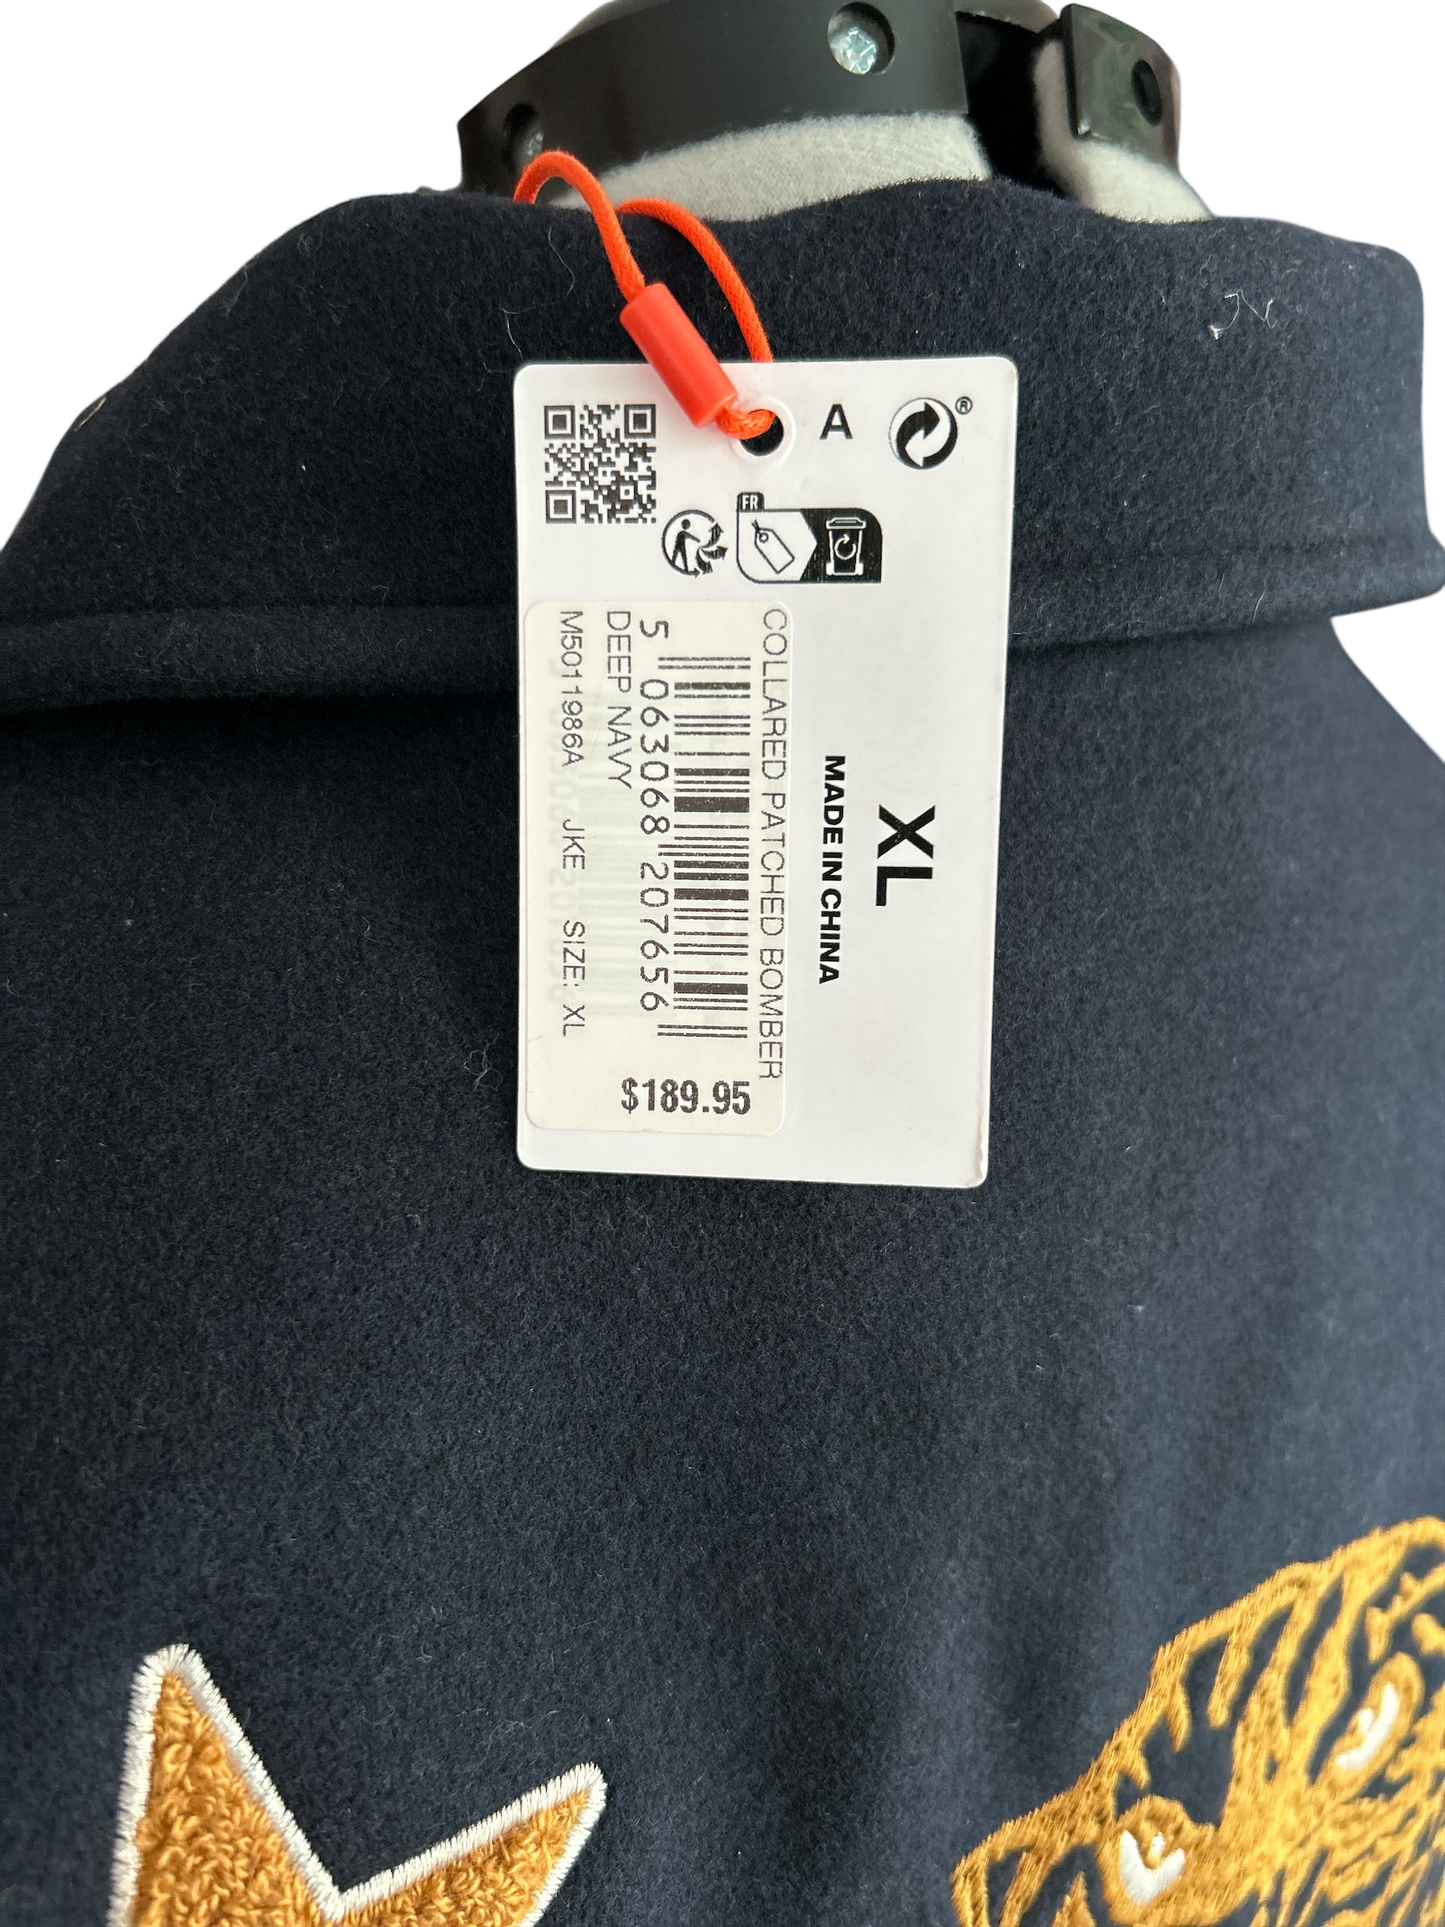 A
®
FR
XL
MADE IN CHINA
COLLARED PATCHED BOMBER
5 063068 207656
DEEP NAVY
M5011986A JKE SIZE: XL
$189.95